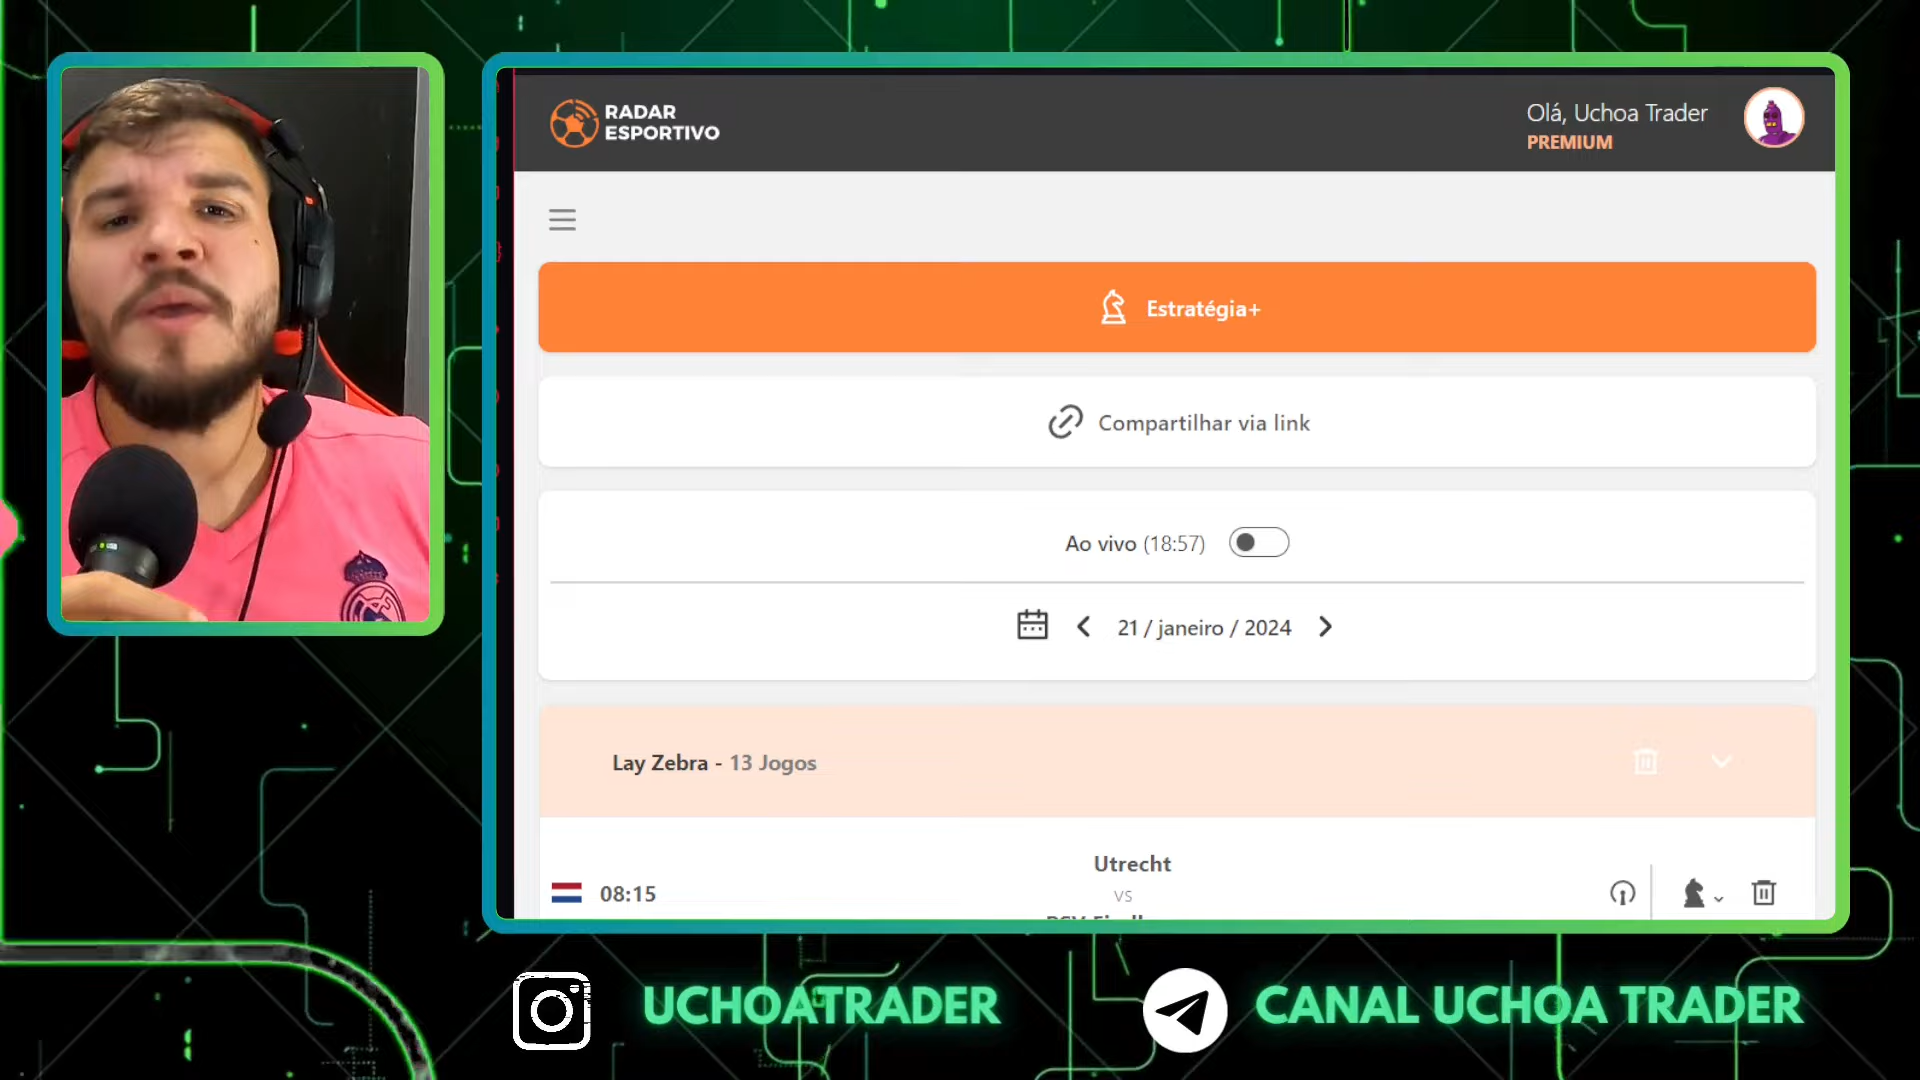 RADAR
ESPORTIVO
Olá, Uchoa Trader
PREMIUM
Estratégia+
Compartilhar via link
Ao vivo (18:57)
21 / janeiro / 2024
Lay Zebra - 13 Jogos
Utrecht
08:15
VS
UCHOATRADER
CANAL UCHOA TRADER